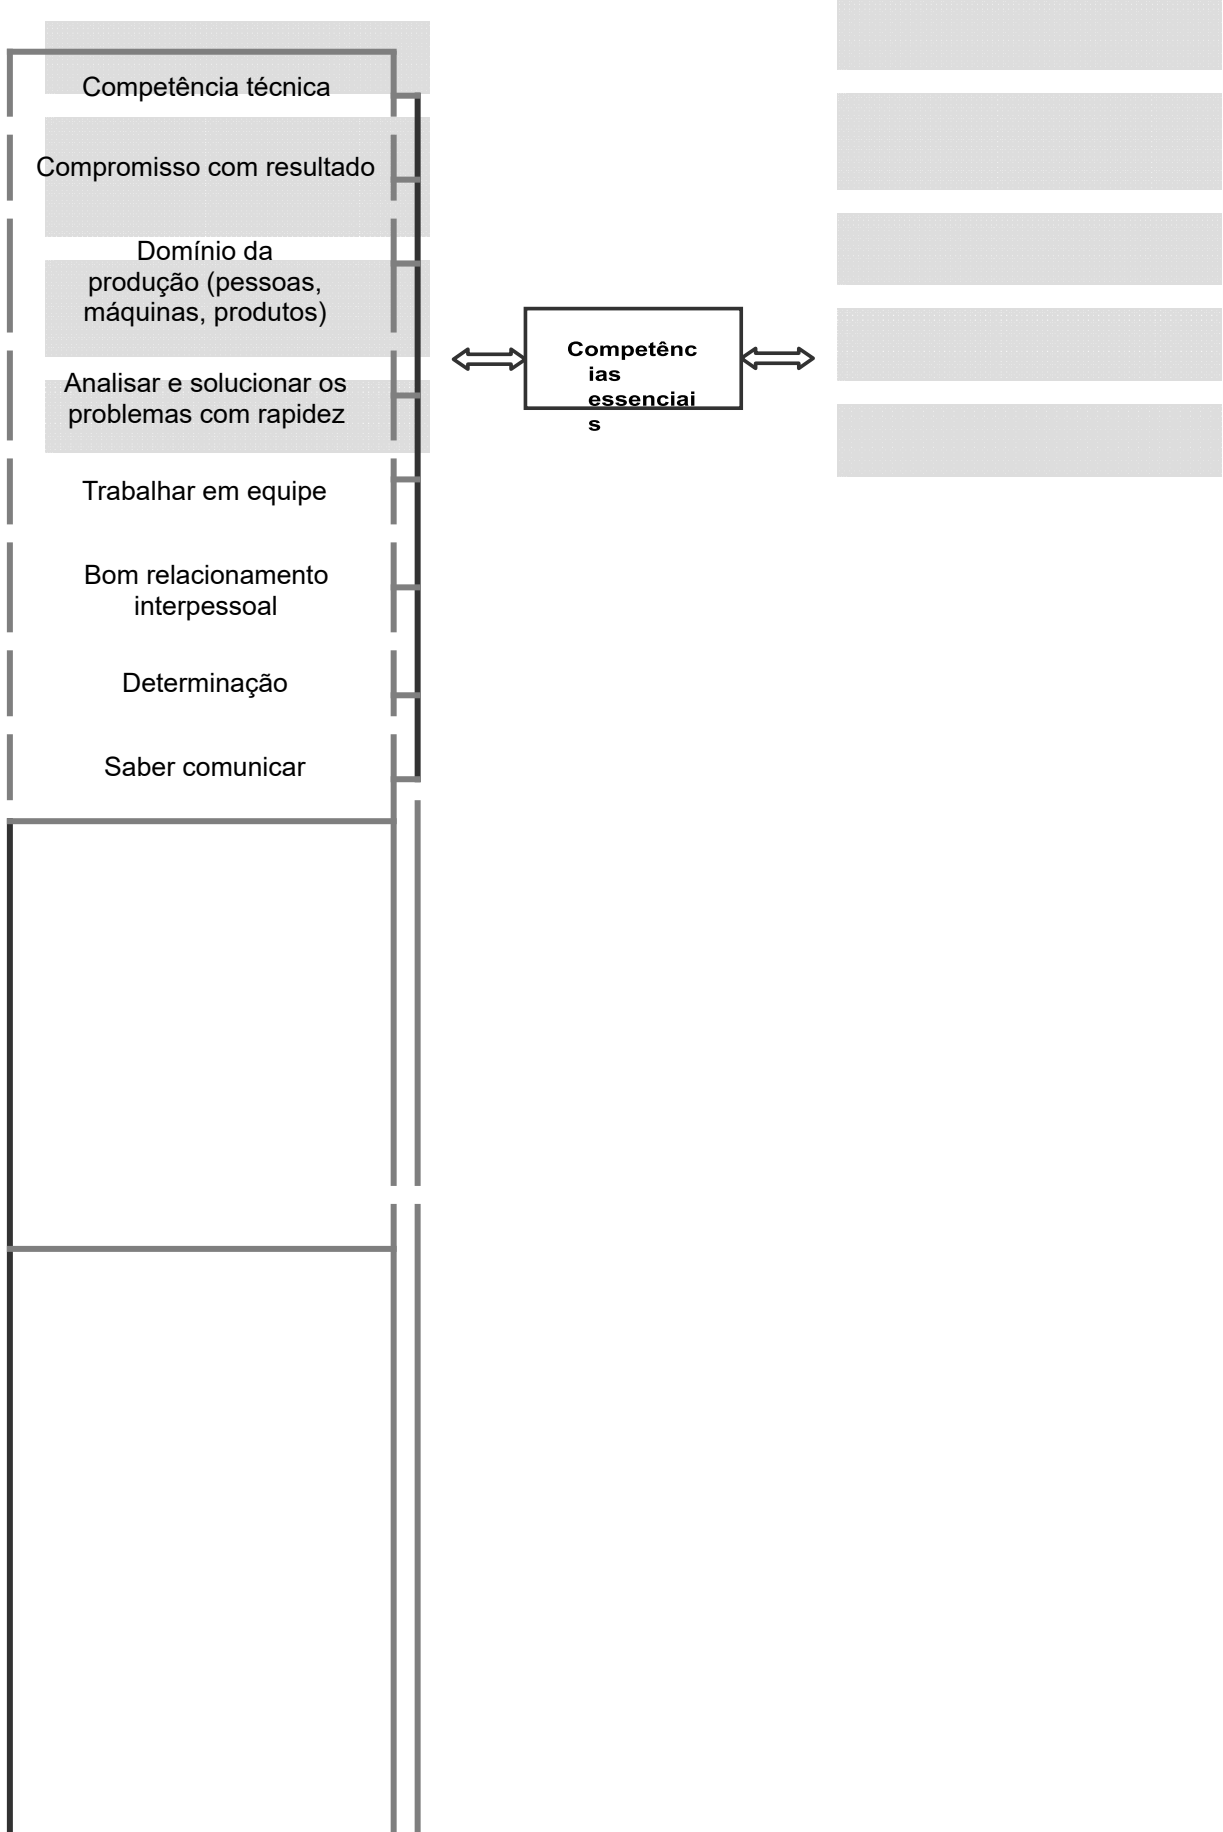 Competência técnica
Compromisso com resultado
Domínio da
produção (pessoas,
máquinas, produtos)
Analisar e solucionar os
problemas com rapidez
Trabalhar em equipe
Bom relacionamento
interpessoal
Determinação
Saber comunicar
Competênc
ias
essenciai
s